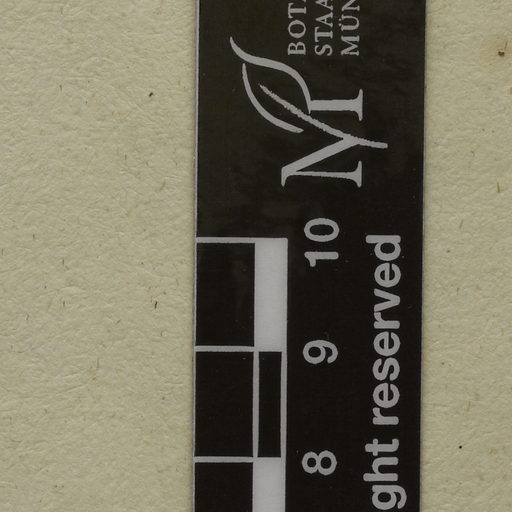 BOT
STAA
MÜN
M
10
9
8
ght reserved